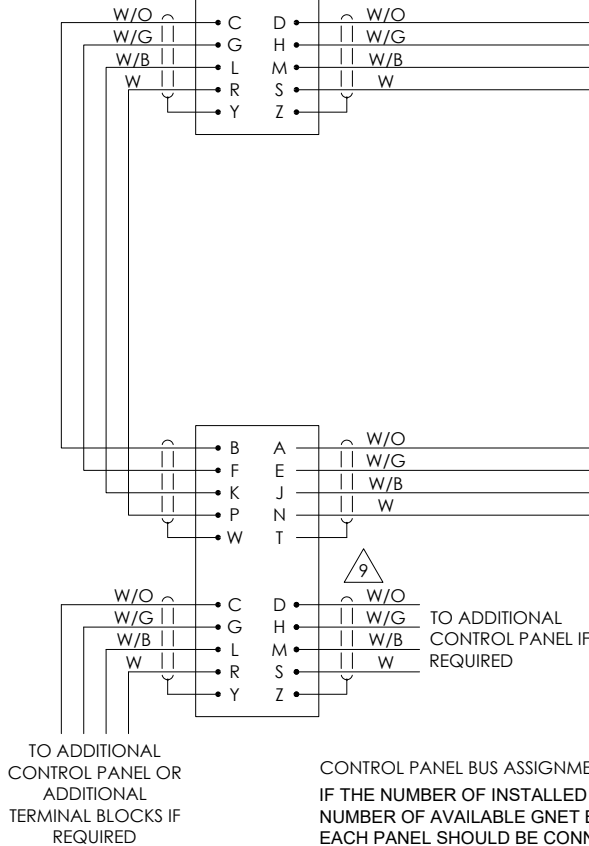 W/O C D W/O
W/G G H W/G
W/B L M W/B
W R S W
Y Z
B A W/O
F E W/G
K J W/B
P N W
W T
9
W/O C D W/O
W/G G H W/G
W/B L M W/B
W R S W
Y Z
TO ADDITIONAL
CONTROL PANEL IF
REQUIRED
TO ADDITIONAL
CONTROL PANEL OR
ADDITIONAL
TERMINAL BLOCKS IF
REQUIRED
CONTROL PANEL BUS ASSIGNME
IF THE NUMBER OF INSTALLED
NUMBER OF AVAILABLE GNET
EACH PANEL SHOULD BE CONN